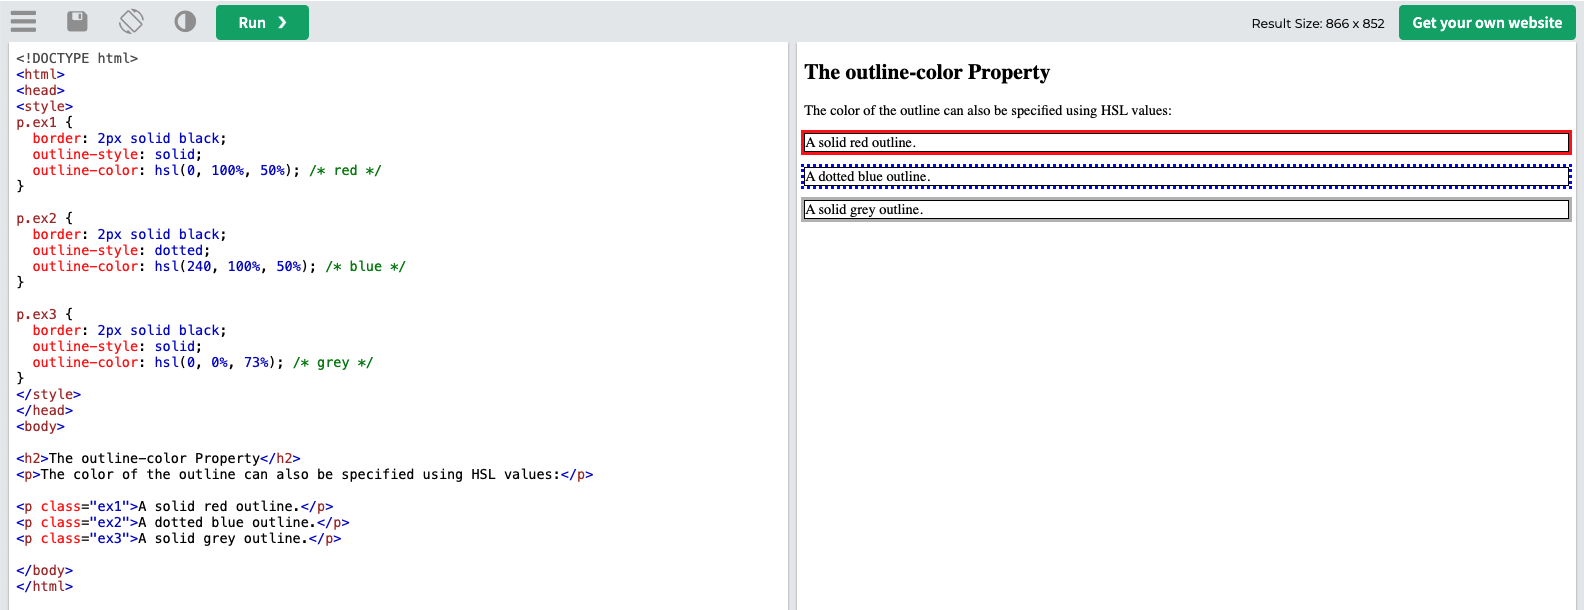 Run ❯
Result Size: 866 x 852
Get your own website
<!DOCTYPE html>
<html>
<head>
<style>
p.ex1 {
  border: 2px solid black;
  outline-style: solid;
  outline-color: hsl(0, 100%, 50%); /* red */
}

p.ex2 {
  border: 2px solid black;
  outline-style: dotted;
  outline-color: hsl(240, 100%, 50%); /* blue */
}

p.ex3 {
  border: 2px solid black;
  outline-style: solid;
  outline-color: hsl(0, 0%, 73%); /* grey */
}
</style>
</head>
<body>

<h2>The outline-color Property</h2>
<p>The color of the outline can also be specified using HSL values:</p>

<p class="ex1">A solid red outline.</p>
<p class="ex2">A dotted blue outline.</p>
<p class="ex3">A solid grey outline.</p>

</body>
</html>
The outline-color Property
The color of the outline can also be specified using HSL values:
A solid red outline.
A dotted blue outline.
A solid grey outline.